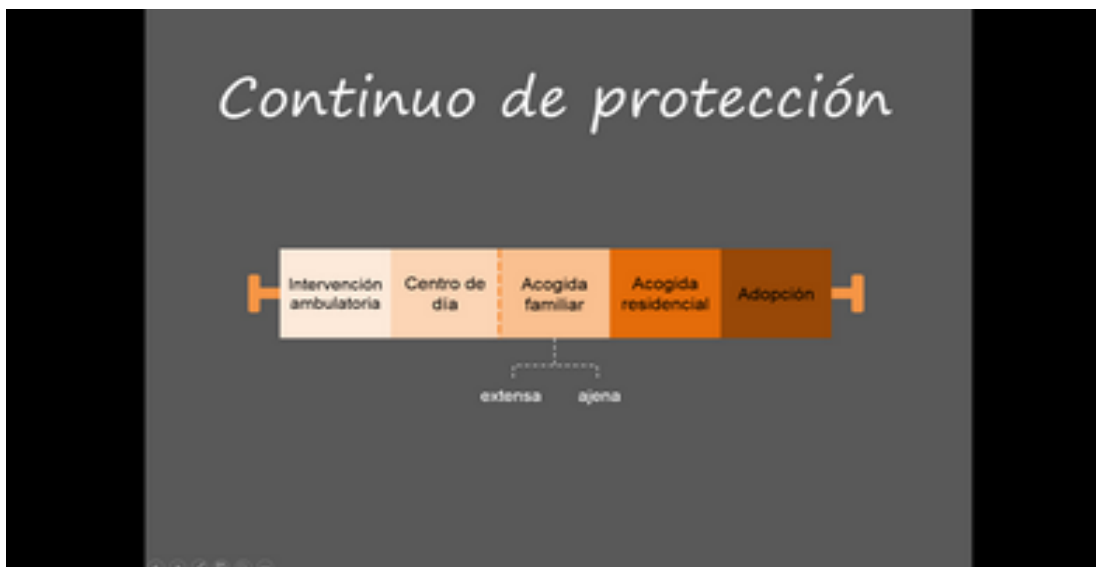 Continuo de protección
Intervención
ambulatoria
Centro de
día
Acogida
familiar
Acogida
residencial
Adopción
extensa
ajena